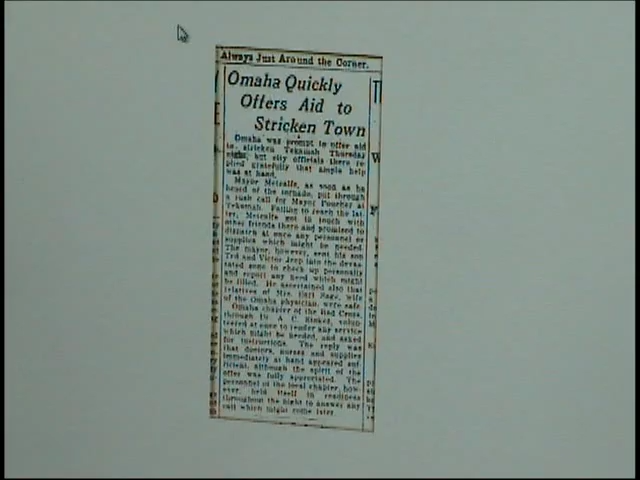 Always Just Around the Corner.
Omaha Quickly
Offers Aid to
Stricken Town
Omaha was prompt to offer aid
to stricken Tekamah Thursday
night, but city officials there re-
plied gratefully that ample help
was at hand.
Mayor Metcalfe, as soon as he
heard of the tornado, put through
a rush call for Mayor Poucher at
Tekamah. Failing to reach the lat-
ter, Metcalfe got in touch with
other friends there and promised to
dispatch at once any personnel or
supplies which might be needed.
The mayor, however, sent his son
Ted and Victor Jeep into the devas-
tated zone to check up personally
and report any need which might
be filled. He ascertained also that
relatives of Mrs. Earl Sage, wife
of the Omaha physician, were safe.
Omaha chapter of the Red Cross,
through Dr. A. C. Stokes, volun-
teered at once to render any service
which might be needed, and asked
for instructions. The reply was
that doctors, nurses and supplies
immediately at hand appeared suf-
ficient, although the spirit of the
offer was fully appreciated. The
personnel of the local chapter, how-
ever, held itself in readiness
throughout the night to answer any
call which might come later.